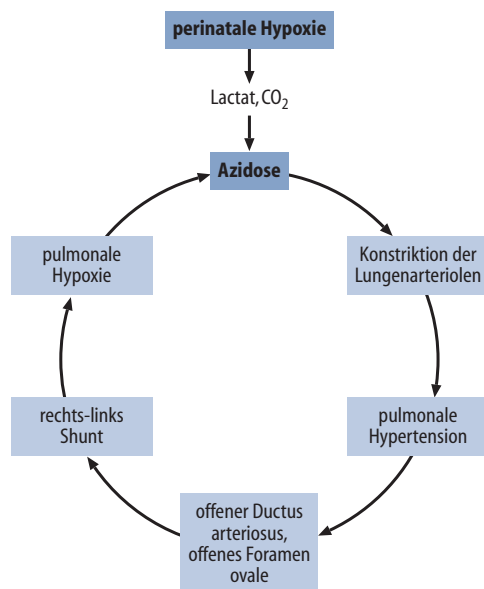 perinatale Hypoxie
Lactat, CO₂
Azidose
Konstriktion der
Lungenarteriolen
pulmonale
Hypertension
offener Ductus
arteriosus,
offenes Foramen
ovale
rechts-links
Shunt
pulmonale
Hypoxie